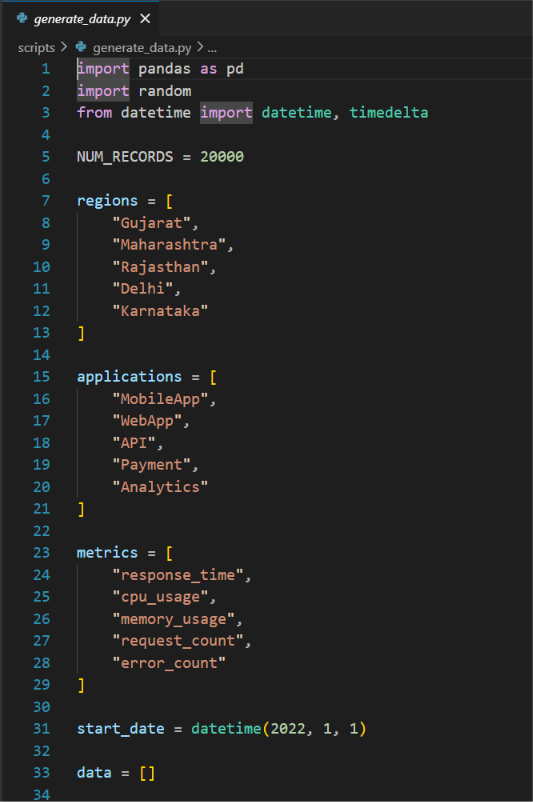 generate_data.py ×
scripts > generate_data.py > ...
1 import pandas as pd
2 import random
3 from datetime import datetime, timedelta
4
5 NUM_RECORDS = 20000
6
7 regions = [
8     "Gujarat",
9     "Maharashtra",
10     "Rajasthan",
11     "Delhi",
12     "Karnataka"
13 ]
14
15 applications = [
16     "MobileApp",
17     "WebApp",
18     "API",
19     "Payment",
20     "Analytics"
21 ]
22
23 metrics = [
24     "response_time",
25     "cpu_usage",
26     "memory_usage",
27     "request_count",
28     "error_count"
29 ]
30
31 start_date = datetime(2022, 1, 1)
32
33 data = []
34